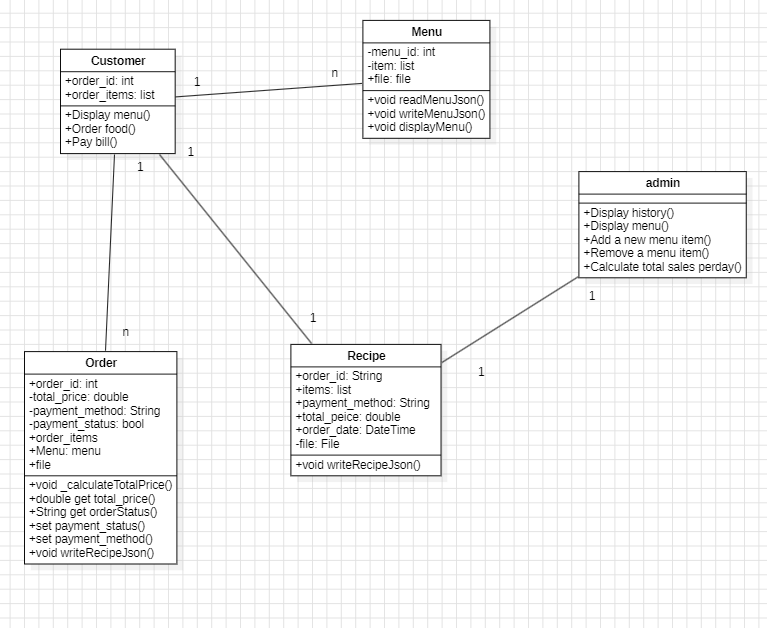 Menu
-menu_id: int
-item: list
+file: file
+void readMenuJson()
+void writeMenuJson()
+void displayMenu()
Customer
+order_id: int
+order_items: list
+Display menu()
+Order food()
+Pay bill()
1
n
1
1
admin
+Display history()
+Display menu()
+Add a new menu item()
+Remove a menu item()
+Calculate total sales perday()
1
1
n
1
Order
+order_id: int
-total_price: double
-payment_method: String
-payment_status: bool
+order_items
+Menu: menu
+file
+void _calculateTotalPrice()
+double get total_price()
+String get orderStatus()
+set payment_status()
+set payment_method()
+void writeRecipeJson()
Recipe
+order_id: String
+items: list
+payment_method: String
+total_peice: double
+order_date: DateTime
-file: File
+void writeRecipeJson()